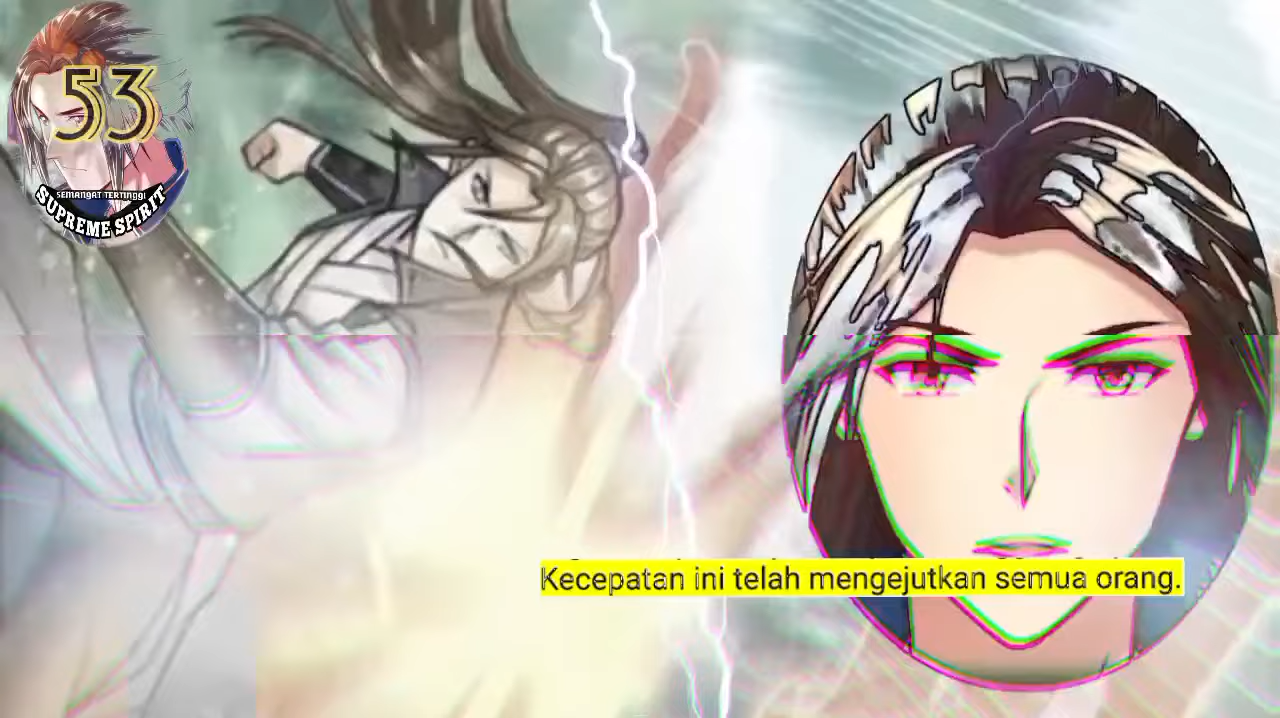 53
SEMANGAT TERTINGGI
SUPREME SPIRIT
Kecepatan ini telah mengejutkan semua orang.